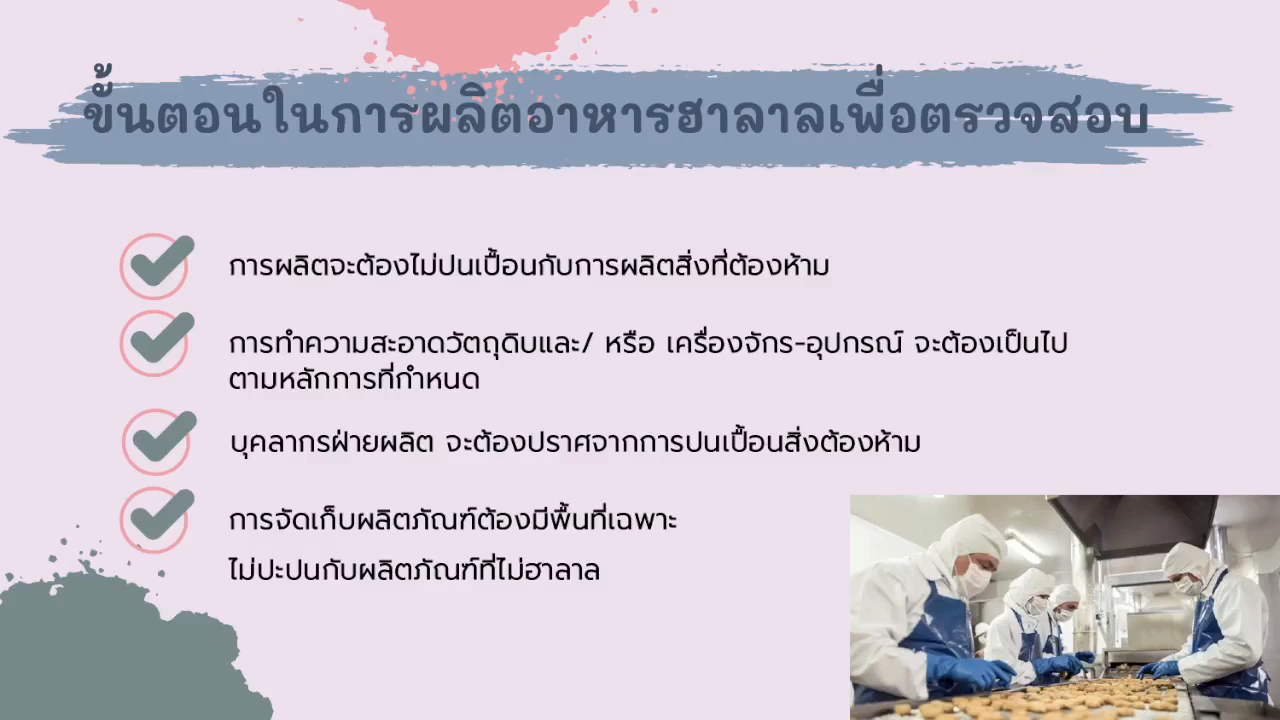 ขั้นตอนในการผลิตอาหารฮาลาลเพื่อตรวจสอบ
การผลิตจะต้องไม่ปนเปื้อนกับการผลิตสิ่งที่ต้องห้าม
การทำความสะอาดวัตถุดิบและ/ หรือ เครื่องจักร-อุปกรณ์ จะต้องเป็นไป
ตามหลักการที่กำหนด
บุคลากรฝ่ายผลิต จะต้องปราศจากการปนเปื้อนสิ่งต้องห้าม
การจัดเก็บผลิตภัณฑ์ต้องมีพื้นที่เฉพาะ
ไม่ปะปนกับผลิตภัณฑ์ที่ไม่ฮาลาล